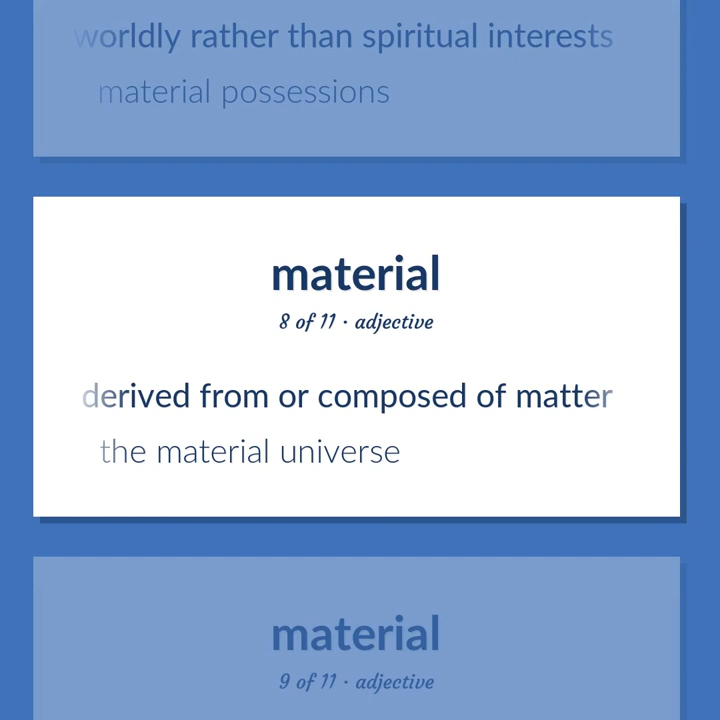 worldly rather than spiritual interests
material possessions
material
8 of 11 · adjective
derived from or composed of matter
the material universe
material
9 of 11 · adjective